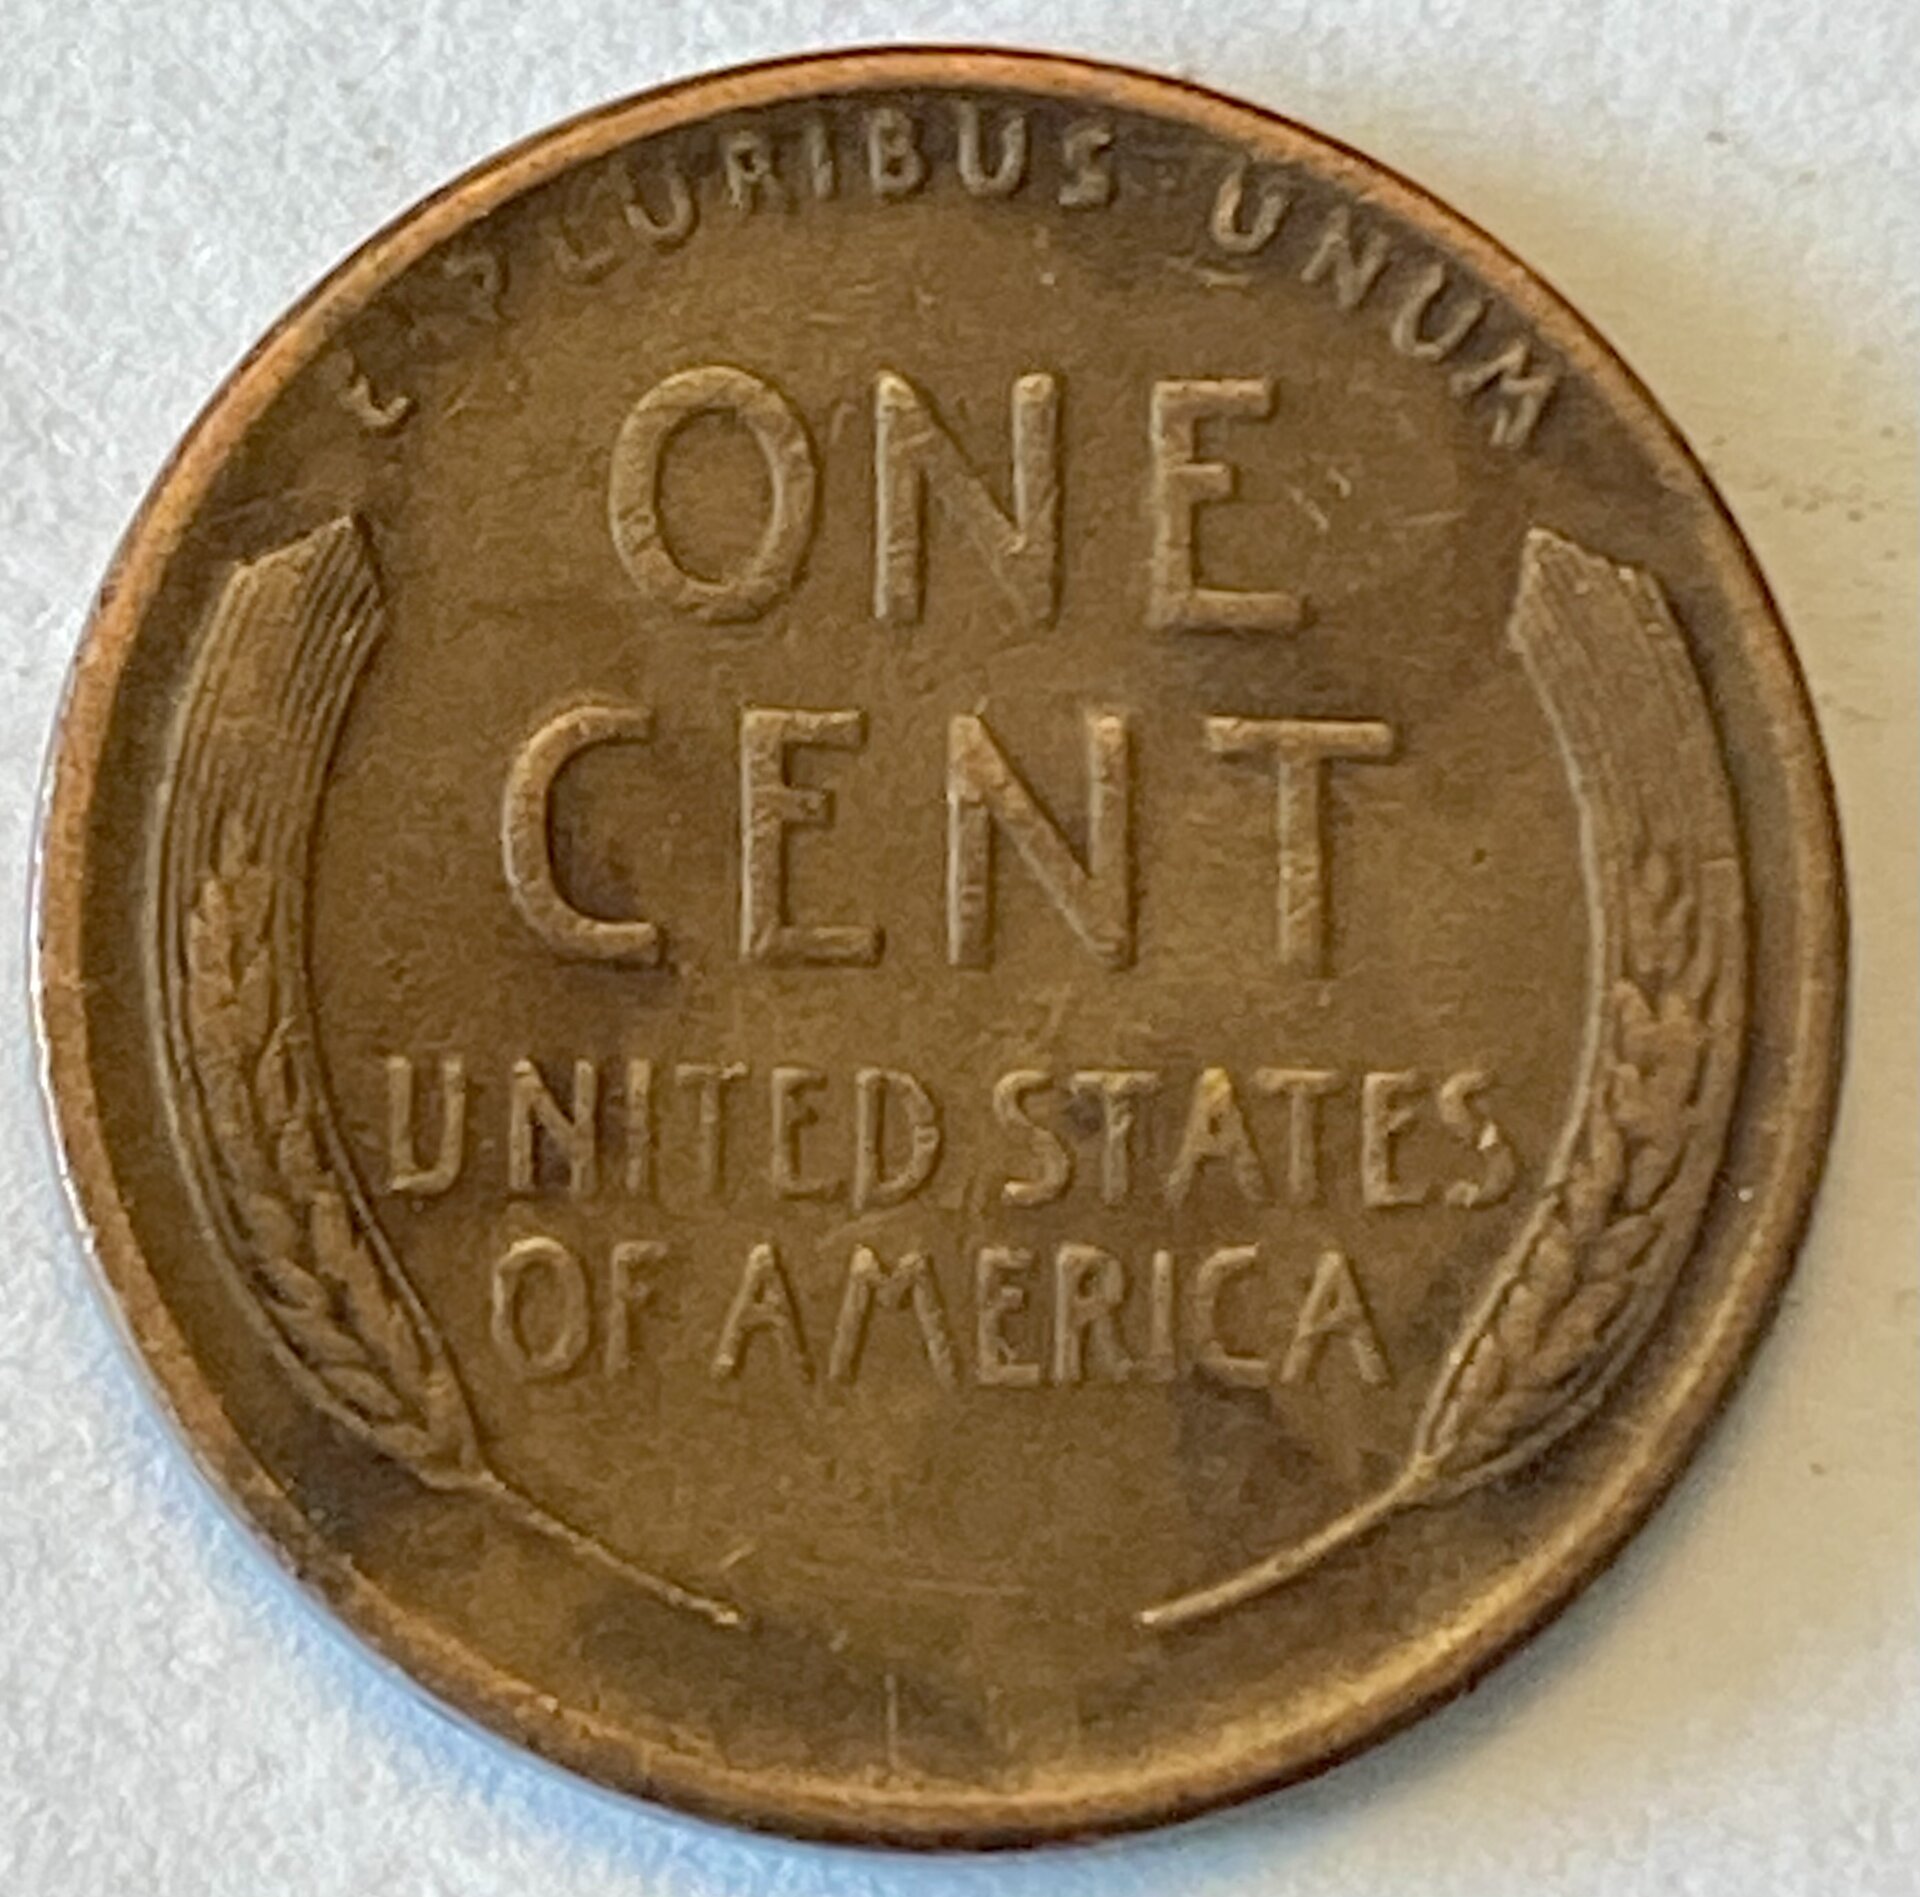 E PLURIBUS UNUM
ONE
CENT
UNITED STATES
OF AMERICA